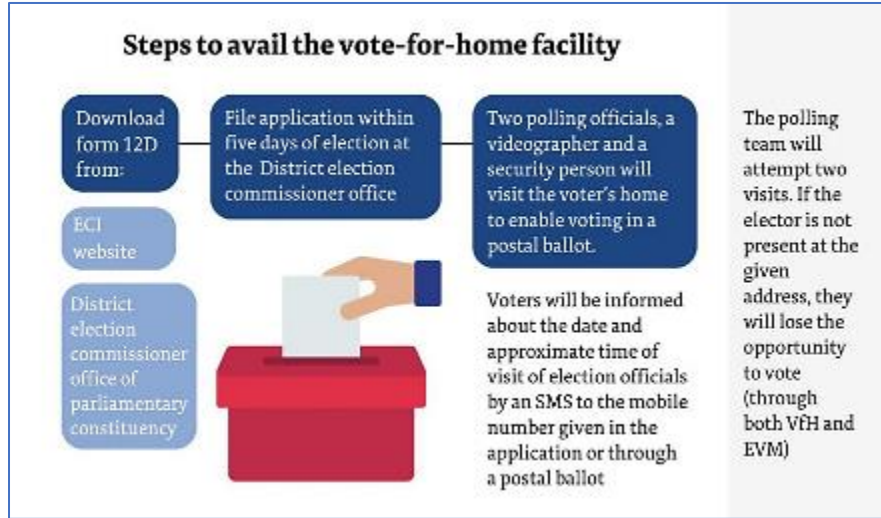 Steps to avail the vote-for-home facility
Download
form 12D
from:
ECI
website
District
election
commissioner
office of
parliamentary
constituency
File application within
five days of election at
the District election
commissioner office
Two polling officials, a
videographer and a
security person will
visit the voter's home
to enable voting in a
postal ballot.
Voters will be informed
about the date and
approximate time of
visit of election officials
by an SMS to the mobile
number given in the
application or through
a postal ballot
The polling
team will
attempt two
visits. If the
elector is not
present at the
given
address, they
will lose the
opportunity
to vote
(through
both VfH and
EVM)